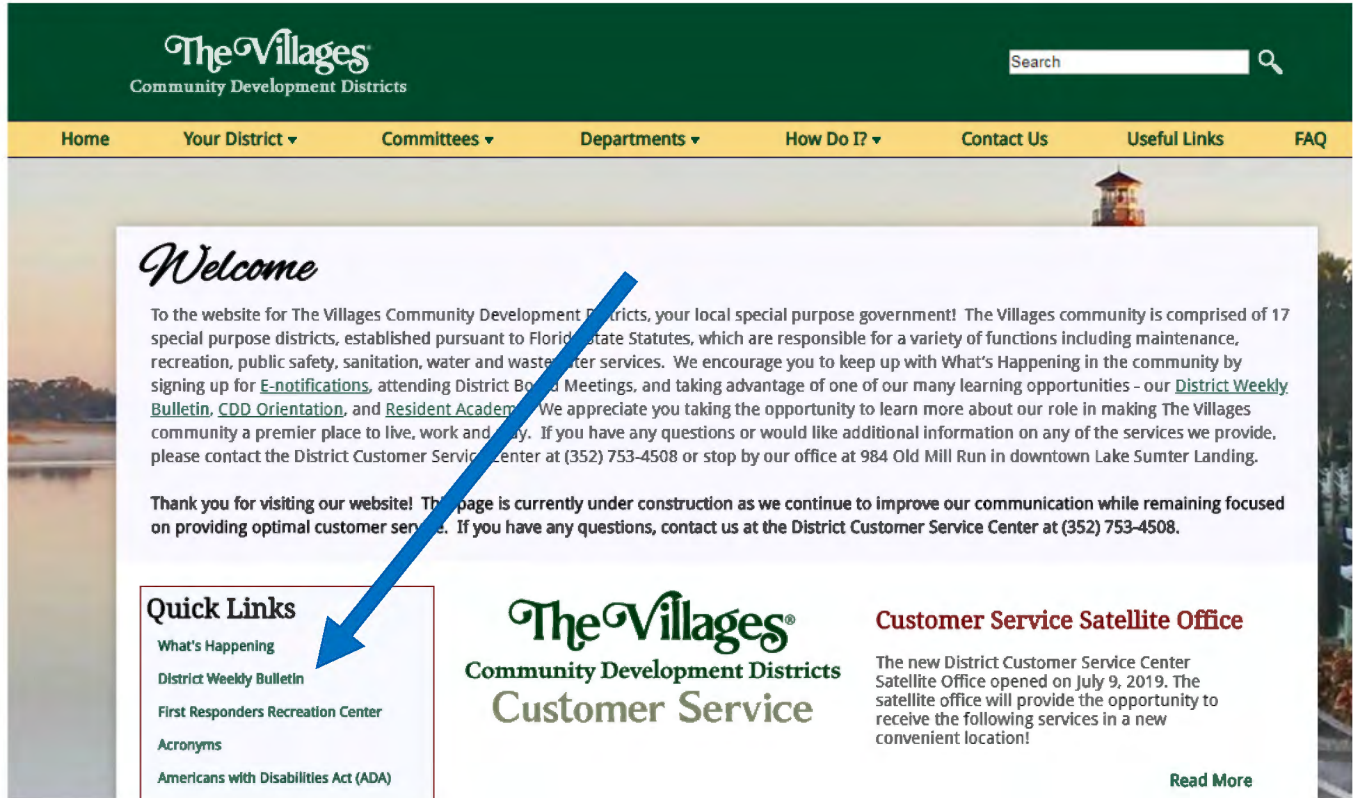 The Villages®
Community Development Districts
Search
Home
Your District
Committees
Departments
How Do I?
Contact Us
Useful Links
FAQ
Welcome
To the website for The Villages Community Development Districts, your local special purpose government! The Villages community is comprised of 17
special purpose districts, established pursuant to Florida State Statutes, which are responsible for a variety of functions including maintenance,
recreation, public safety, sanitation, water and wastewater services. We encourage you to keep up with What's Happening in the community by
signing up for E-notifications, attending District Board Meetings, and taking advantage of one of our many learning opportunities - our District Weekly
Bulletin, CDD Orientation, and Resident Academy. We appreciate you taking the opportunity to learn more about our role in making The Villages
community a premier place to live, work and play. If you have any questions or would like additional information on any of the services we provide,
please contact the District Customer Service Center at (352) 753-4508 or stop by our office at 984 Old Mill Run in downtown Lake Sumter Landing.
Thank you for visiting our website! This page is currently under construction as we continue to improve our communication while remaining focused
on providing optimal customer service. If you have any questions, contact us at the District Customer Service Center at (352) 753-4508.
Quick Links
What's Happening
District Weekly Bulletin
First Responders Recreation Center
Acronyms
Americans with Disabilities Act (ADA)
The Villages®
Community Development Districts
Customer Service
Customer Service Satellite Office
The new District Customer Service Center
Satellite Office opened on July 9, 2019. The
satellite office will provide the opportunity to
receive the following services in a new
convenient location!
Read More